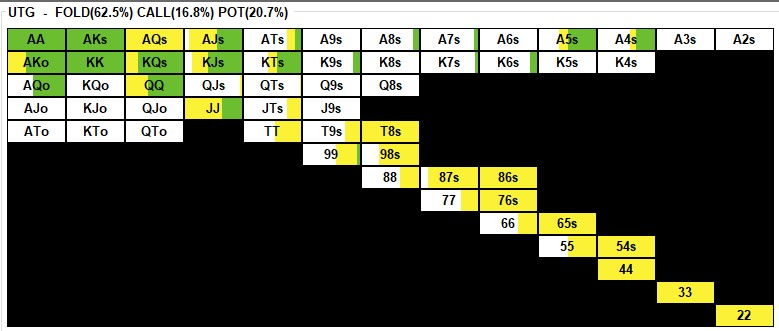 UTG - FOLD(62.5%) CALL(16.8%) POT(20.7%)
AA AKs AQs AJs ATs A9s A8s A7s A6s A5s A4s A3s A2s
AKo KK KQs KJs KTs K9s K8s K7s K6s K5s K4s
AQo KQo QQ QJs QTs Q9s Q8s
AJo KJo QJo JJ JTs J9s
ATo KTo QTo TT T9s T8s
99 98s
88 87s 86s
77 76s
66 65s
55 54s
44
33
22